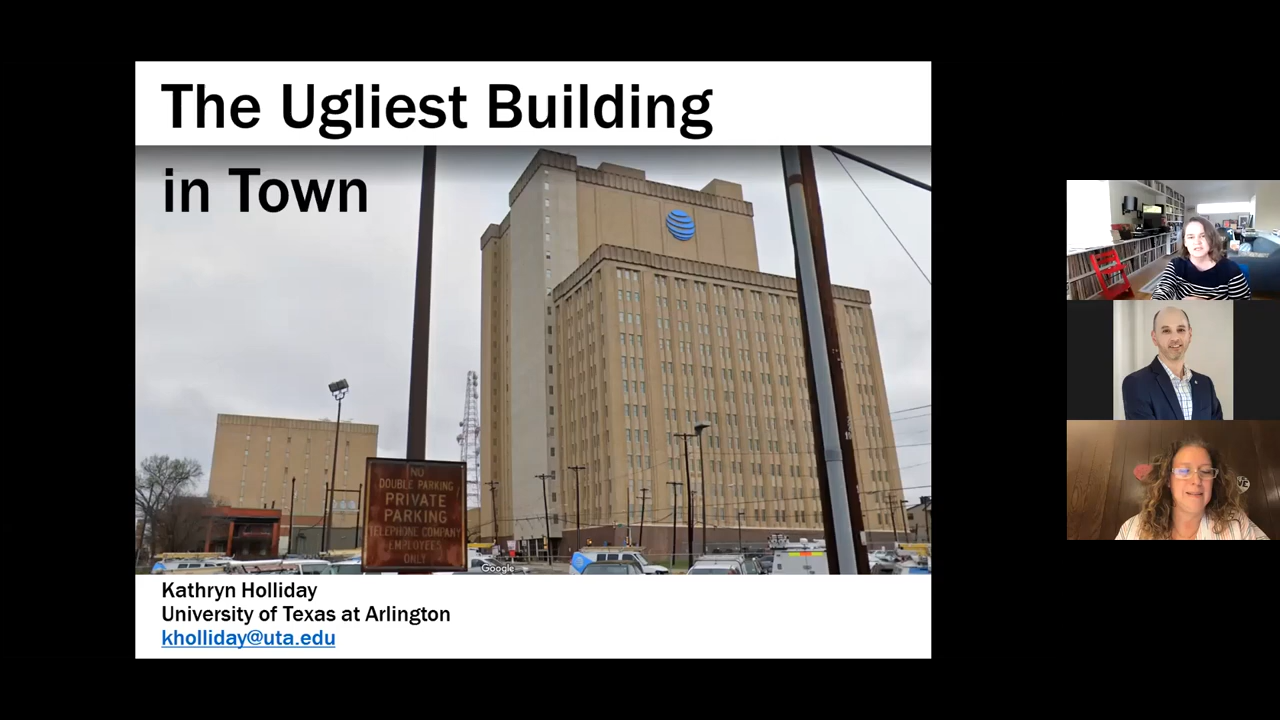 The Ugliest Building
in Town
NO
DOUBLE PARKING
PRIVATE
PARKING
TELEPHONE COMPANY
EMPLOYEES
ONLY
Google
Kathryn Holliday
University of Texas at Arlington
kholliday@uta.edu